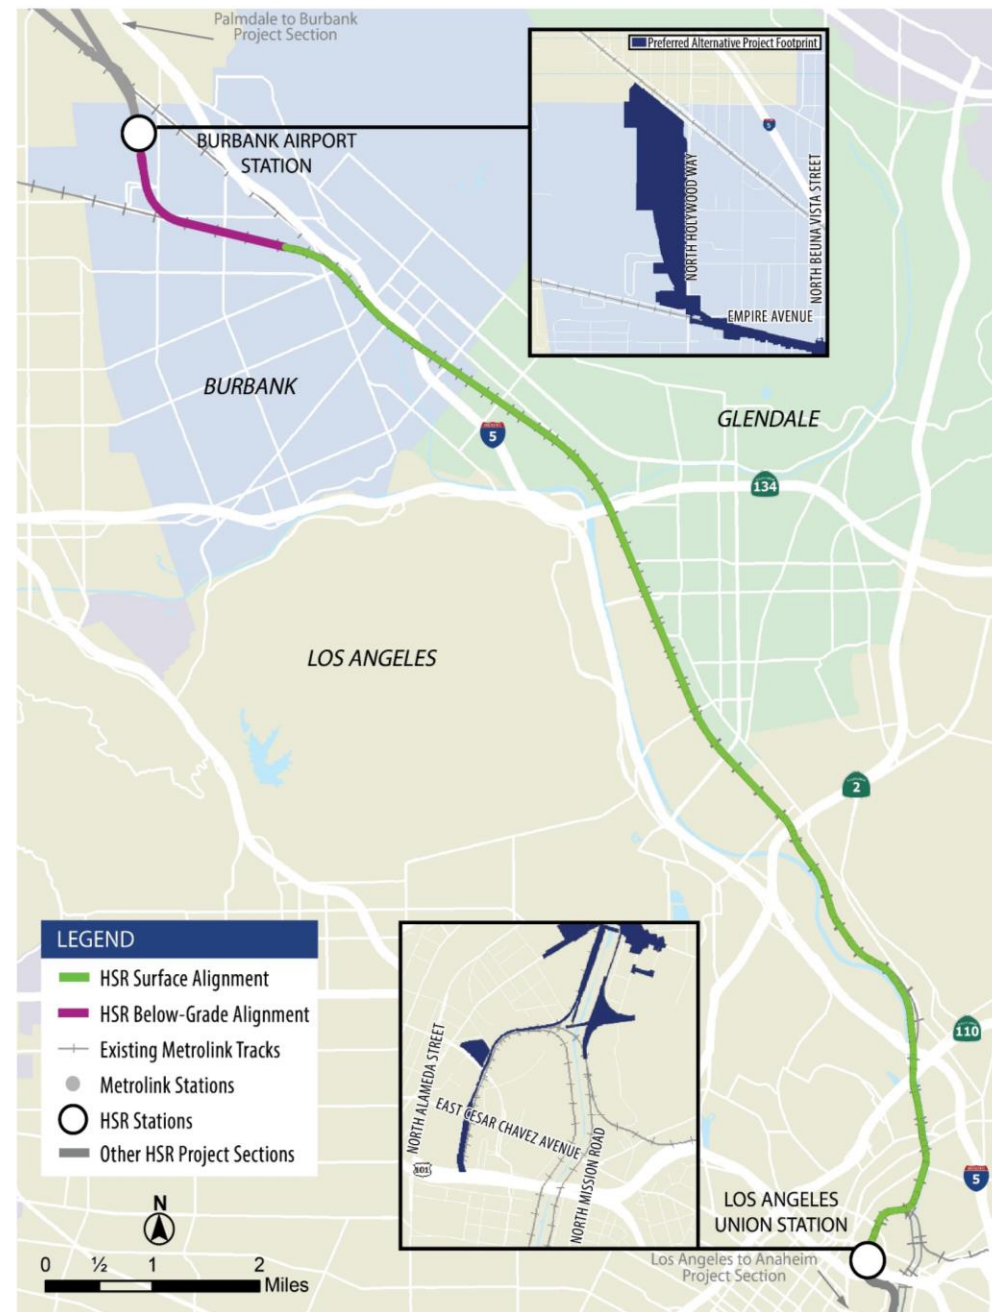 Palmdale to Burbank
Project Section
Preferred Alternative Project Footprint
BURBANK AIRPORT
STATION
5
NORTH HOLYWOOD WAY
NORTH BEUNA VISTA STREET
EMPIRE AVENUE
BURBANK
GLENDALE
5
134
LOS ANGELES
2
LEGEND
HSR Surface Alignment
HSR Below-Grade Alignment
Existing Metrolink Tracks
Metrolink Stations
HSR Stations
Other HSR Project Sections
N
0 ½ 1 2
Miles
NORTH ALAMEDA STREET
EAST CESAR CHAVEZ AVENUE
NORTH MISSION ROAD
101
110
5
LOS ANGELES
UNION STATION
Los Angeles to Anaheim
Project Section